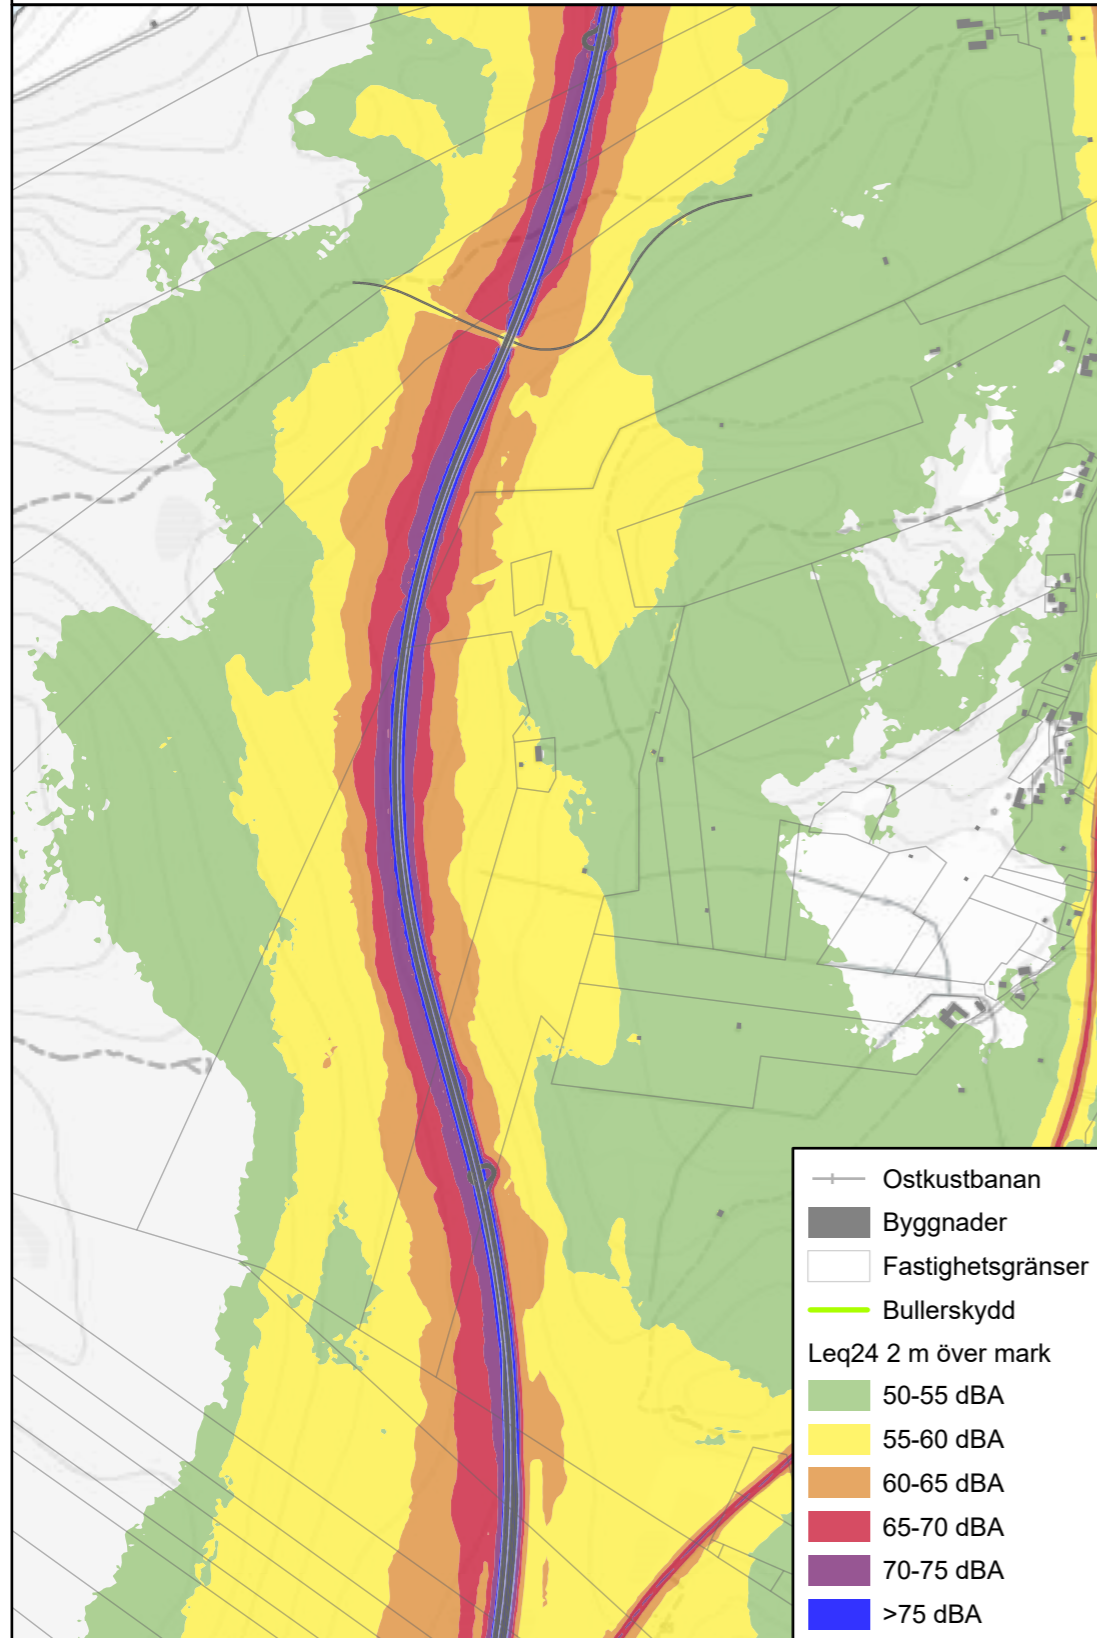 Ostkustbanan
Byggnader
Fastighetsgränser
Bullerskydd
Leq24 2 m över mark
50-55 dBA
55-60 dBA
60-65 dBA
65-70 dBA
70-75 dBA
>75 dBA